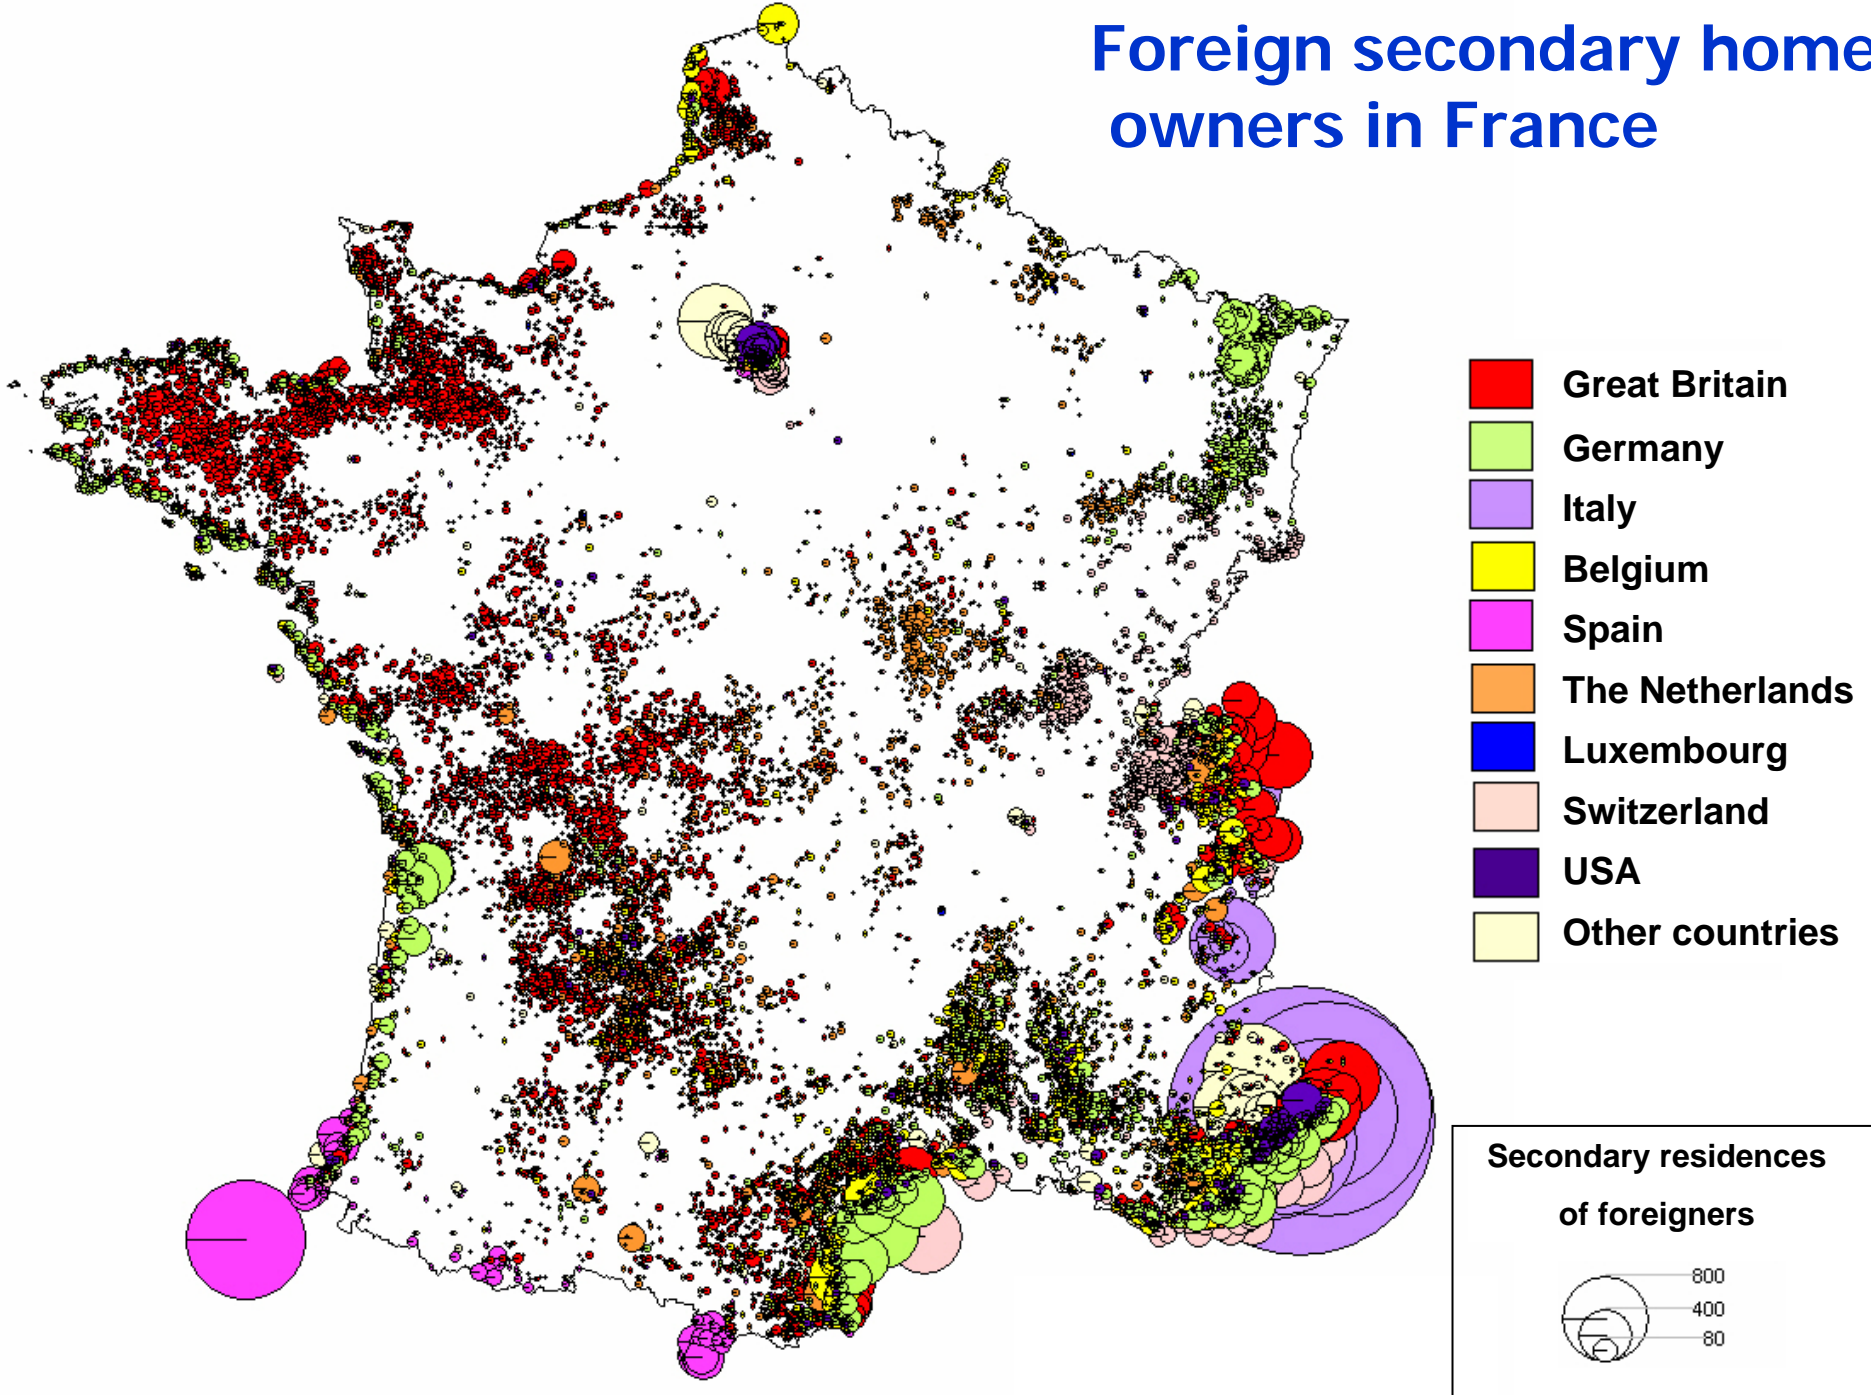 Foreign secondary home
owners in France
Great Britain
Germany
Italy
Belgium
Spain
The Netherlands
Luxembourg
Switzerland
USA
Other countries
Secondary residences
of foreigners
800
400
80